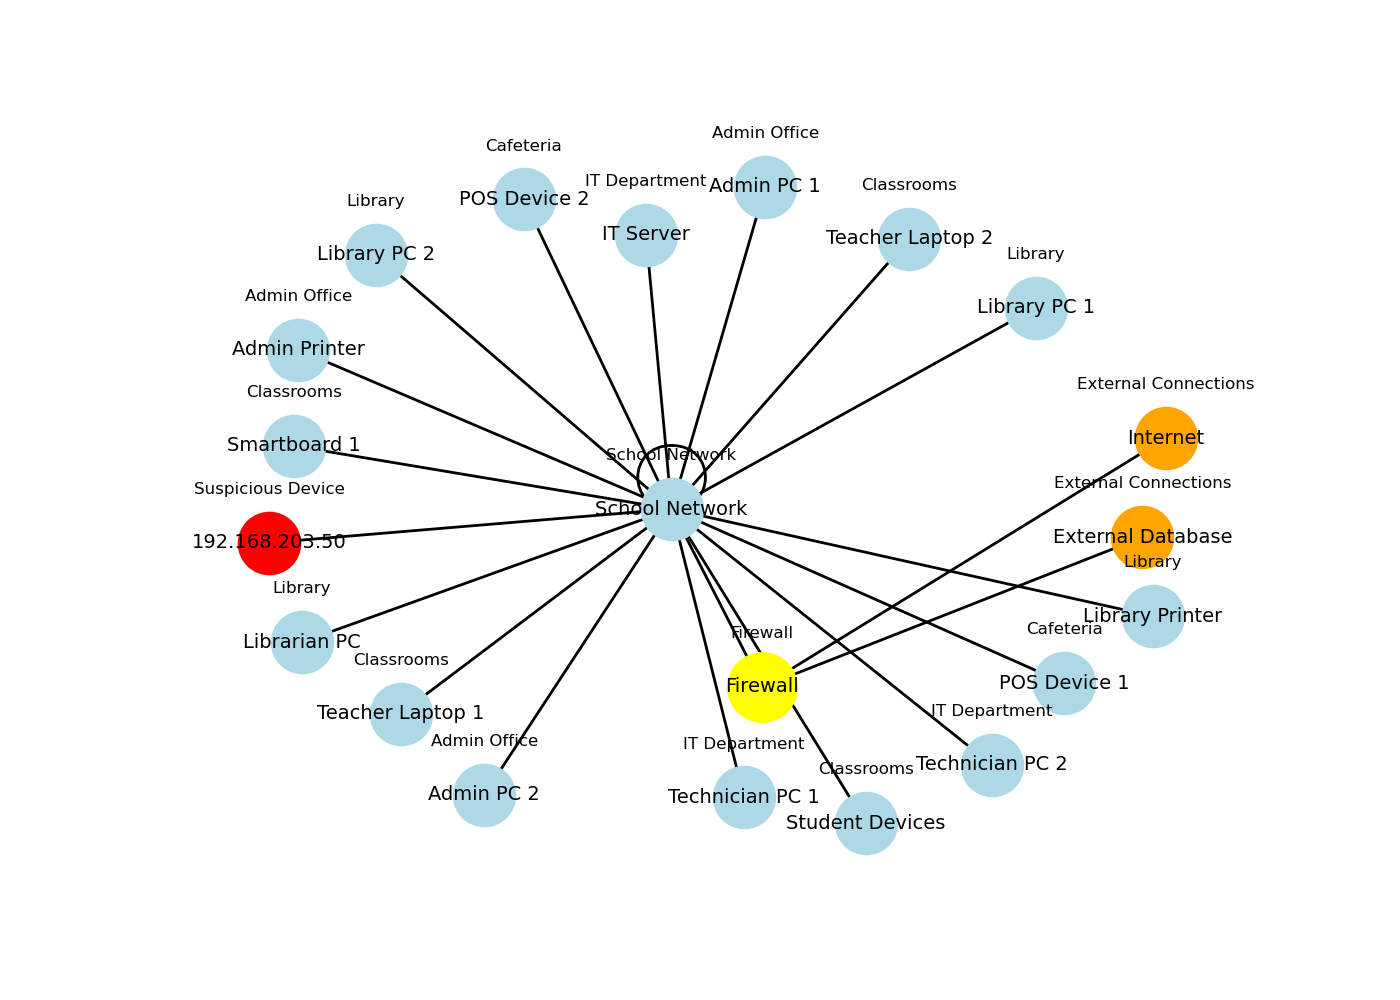 Admin Office
Admin PC 1
Cafeteria
POS Device 2
IT Department
IT Server
Classrooms
Teacher Laptop 2
Library
Library PC 2
Library
Library PC 1
Admin Office
Admin Printer
Classrooms
Smartboard 1
External Connections
Internet
School Network
School Network
Suspicious Device
192.168.203.50
External Connections
External Database
Library
Library Printer
Library
Librarian PC
Cafeteria
POS Device 1
Firewall
Firewall
Classrooms
Teacher Laptop 1
IT Department
Technician PC 2
Admin Office
Admin PC 2
IT Department
Technician PC 1
Classrooms
Student Devices